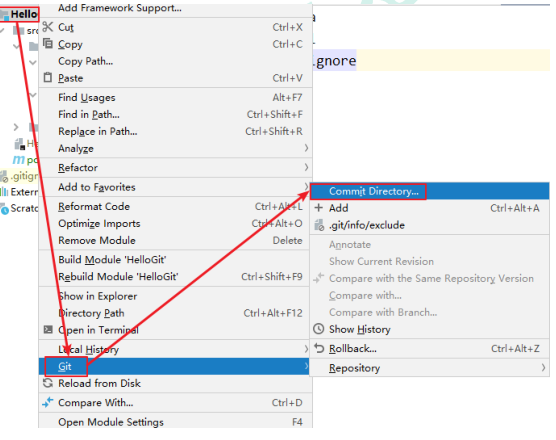 Hello
src
H
po
.gitign
Extern
Scratc
a
.
.gnore
Add Framework Support...
Cut Ctrl+X
Copy Ctrl+C
Copy Path...
Paste Ctrl+V
Find Usages Alt+F7
Find in Path... Ctrl+Shift+F
Replace in Path... Ctrl+Shift+R
Analyze
Refactor
Add to Favorites
Reformat Code Ctrl+Alt+L
Optimize Imports Ctrl+Alt+O
Remove Module Delete
Build Module 'HelloGit'
Rebuild Module 'HelloGit' Ctrl+Shift+F9
Show in Explorer
Directory Path Ctrl+Alt+F12
Open in Terminal
Local History
Git
Reload from Disk
Compare With... Ctrl+D
Open Module Settings F4
Commit Directory...
Add Ctrl+Alt+A
.git/info/exclude
Annotate
Show Current Revision
Compare with the Same Repository Version
Compare with...
Compare with Branch...
Show History
Rollback... Ctrl+Alt+Z
Repository